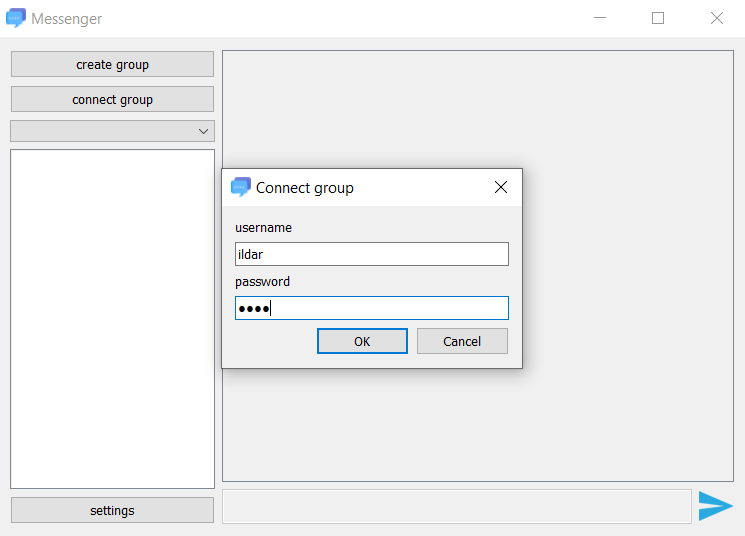 Messenger
create group
connect group
Connect group
username
ildar
password
●●●●
OK
Cancel
settings